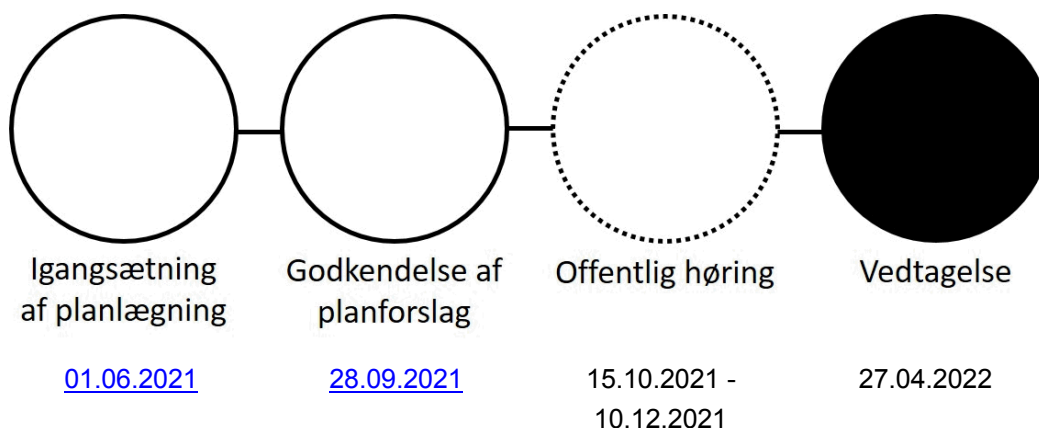 Igangsætning
af planlægning
01.06.2021
Godkendelse af
planforslag
28.09.2021
Offentlig høring
15.10.2021 -
10.12.2021
Vedtagelse
27.04.2022